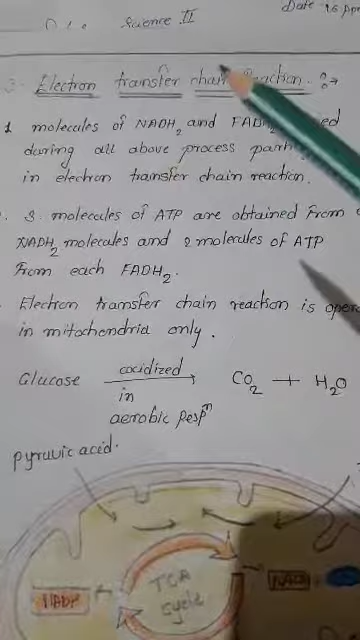 Science II
Date - 16 Apr
3. Electron transfer chain Reaction :→
1 molecules of NADH2 and FADH2
during all above process
in electron transfer chain reaction.
3 molecules of ATP are obtained from
NADH2 molecules and 2 molecules of ATP
from each FADH2.
Electron transfer chain reaction is
in mitochondria only.
Glucose oxidized in aerobic respn → CO2 + H2O
pyruvic acid.
TCA
cycle